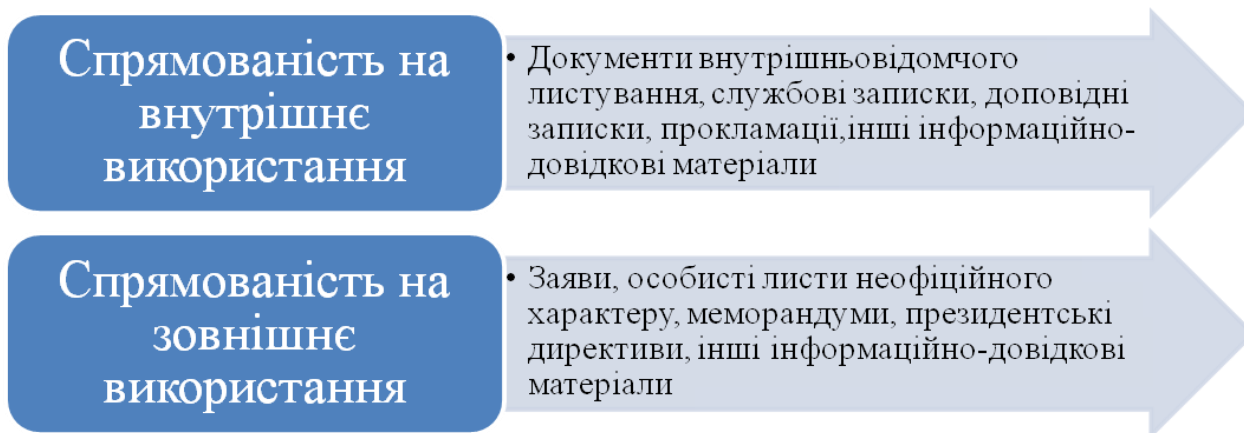 Спрямованість на
внутрішнє
використання
• Документи внутрішньовідомчого
листування, службові записки, доповідні
записки, прокламації,інші інформаційно-
довідкові матеріали
Спрямованість на
зовнішнє
використання
• Заяви, особисті листи неофіційного
характеру, меморандуми, президентські
директиви, інші інформаційно-довідкові
матеріали